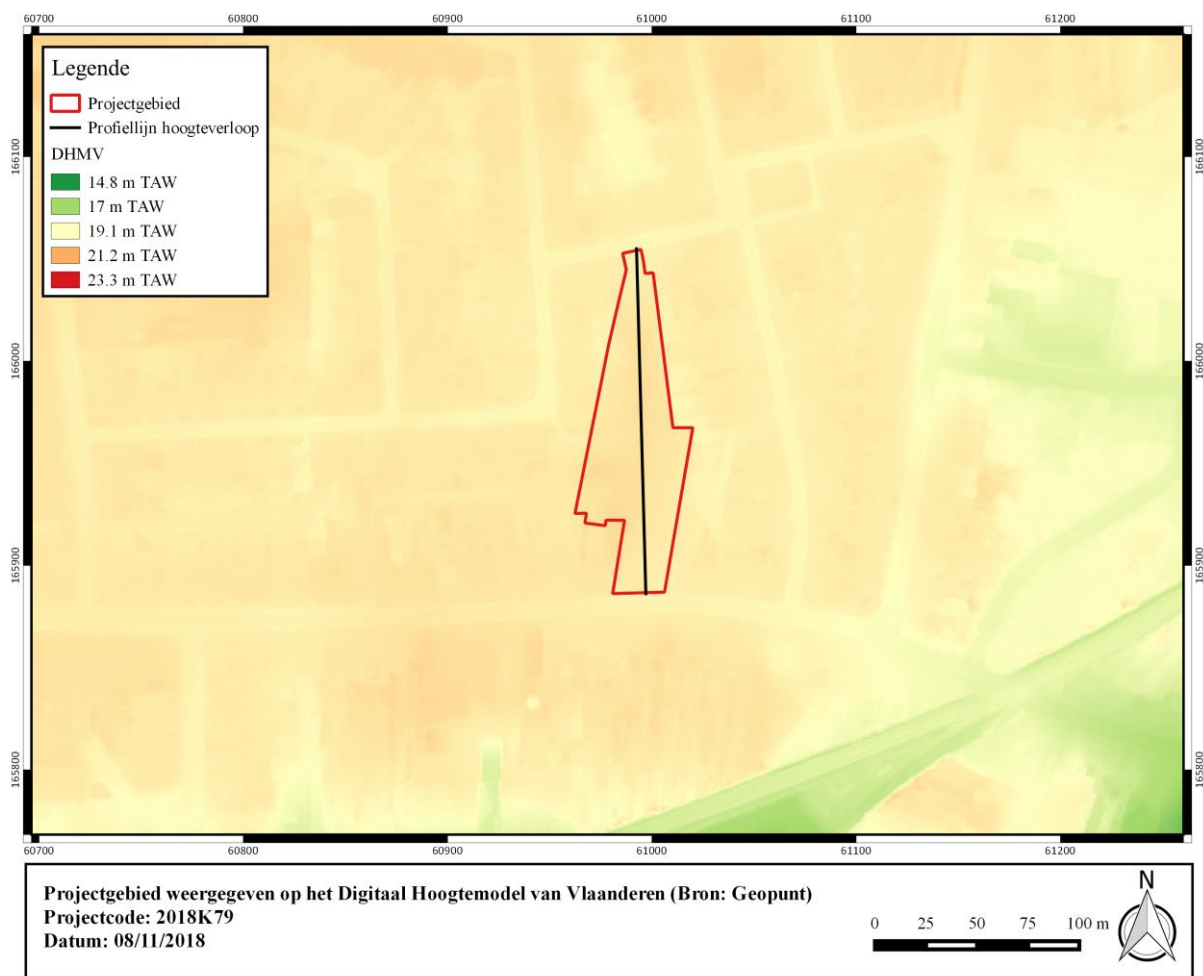 60700 60800 60900 61000 61100 61200
Legende
Projectgebied
Profiellijn hoogteverloop
DHMV
14.8 m TAW
17 m TAW
19.1 m TAW
21.2 m TAW
23.3 m TAW
166100 166100
166000 166000
165900 165900
165800 165800
60700 60800 60900 61000 61100 61200
Projectgebied weergegeven op het Digitaal Hoogtemodel van Vlaanderen (Bron: Geopunt)
Projectcode: 2018K79
Datum: 08/11/2018
0 25 50 75 100 m
N